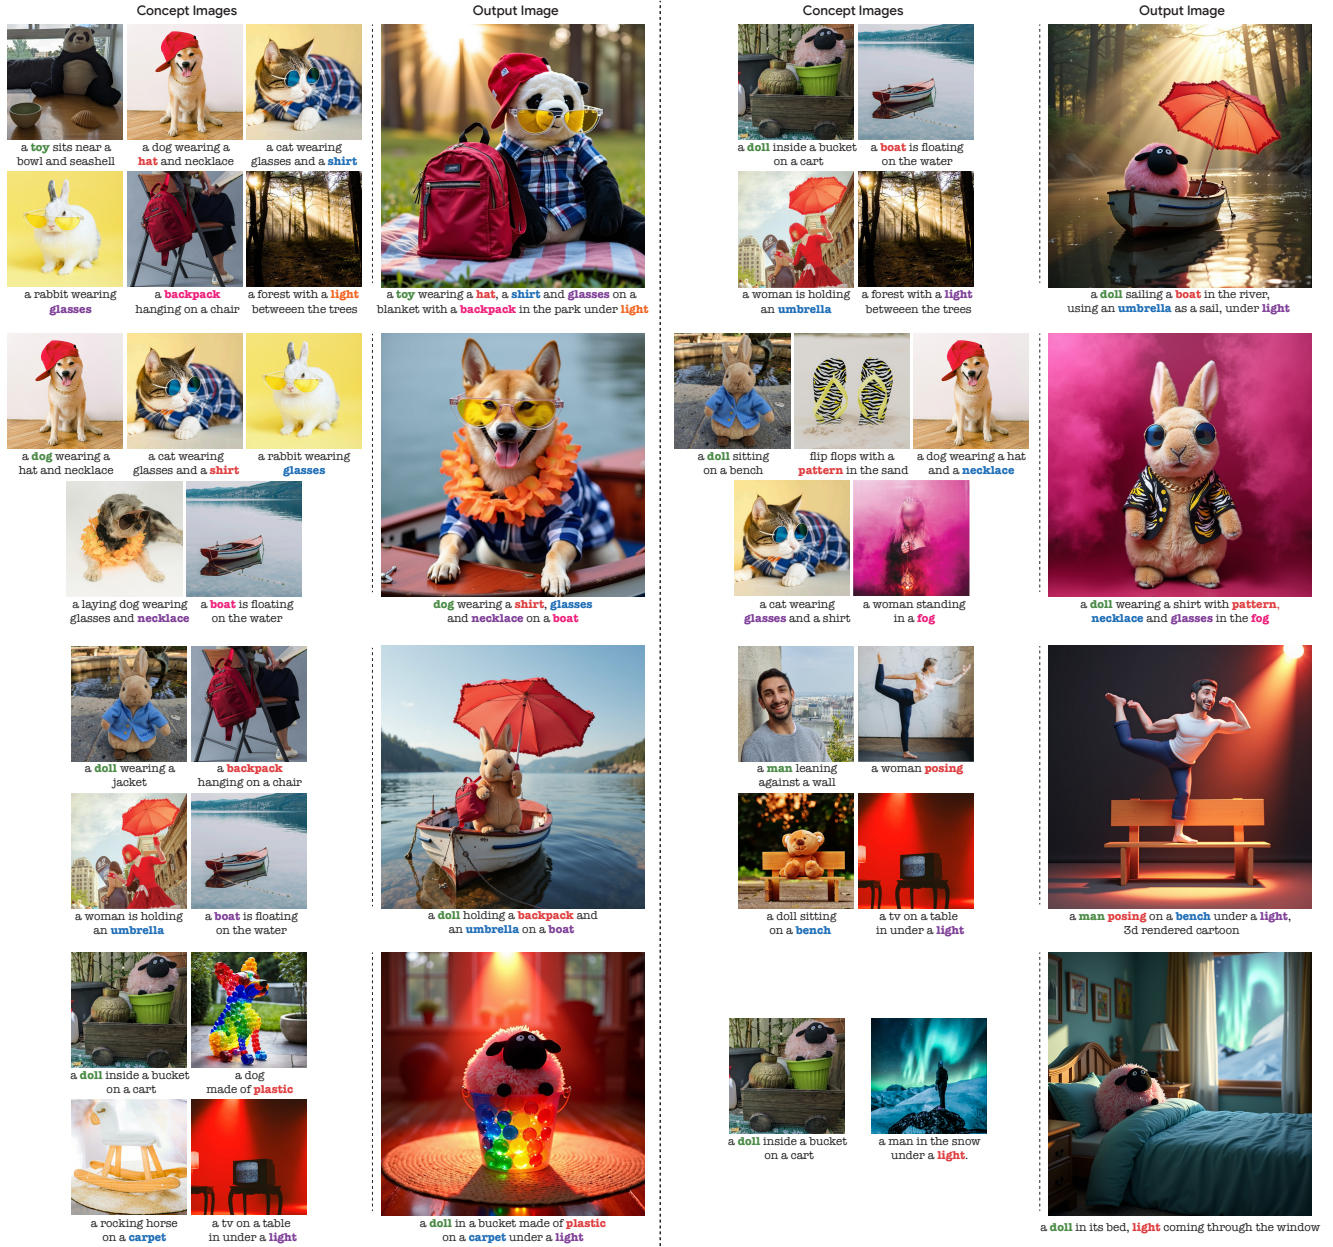 Concept Images
Output Image
a toy sits near a
bowl and seashell
a dog wearing a
hat and necklace
a cat wearing
glasses and a shirt
a rabbit wearing
glasses
a backpack
hanging on a chair
a forest with a light
betweeen the trees
a toy wearing a hat, a shirt and glasses on a
blanket with a backpack in the park under light
a dog wearing a
hat and necklace
a cat wearing
glasses and a shirt
a rabbit wearing
glasses
a laying dog wearing
glasses and necklace
a boat is floating
on the water
dog wearing a shirt, glasses
and necklace on a boat
a doll wearing a
jacket
a backpack
hanging on a chair
a woman is holding
an umbrella
a boat is floating
on the water
a doll holding a backpack and
an umbrella on a boat
a doll inside a bucket
on a cart
a dog
made of plastic
a rocking horse
on a carpet
a tv on a table
in under a light
a doll in a bucket made of plastic
on a carpet under a light
Concept Images
Output Image
a doll inside a bucket
on a cart
a boat is floating
on the water
a woman is holding
an umbrella
a forest with a light
betweeen the trees
a doll sailing a boat in the river,
using an umbrella as a sail, under light
a doll sitting
on a bench
flip flops with a
pattern in the sand
a dog wearing a hat
and a necklace
a cat wearing
glasses and a shirt
a woman standing
in a fog
a doll wearing a shirt with pattern,
necklace and glasses in the fog
a man leaning
against a wall
a woman posing
a doll sitting
on a bench
a tv on a table
in under a light
a man posing on a bench under a light,
3d rendered cartoon
a doll inside a bucket
on a cart
a man in the snow
under a light.
a doll in its bed, light coming through the window